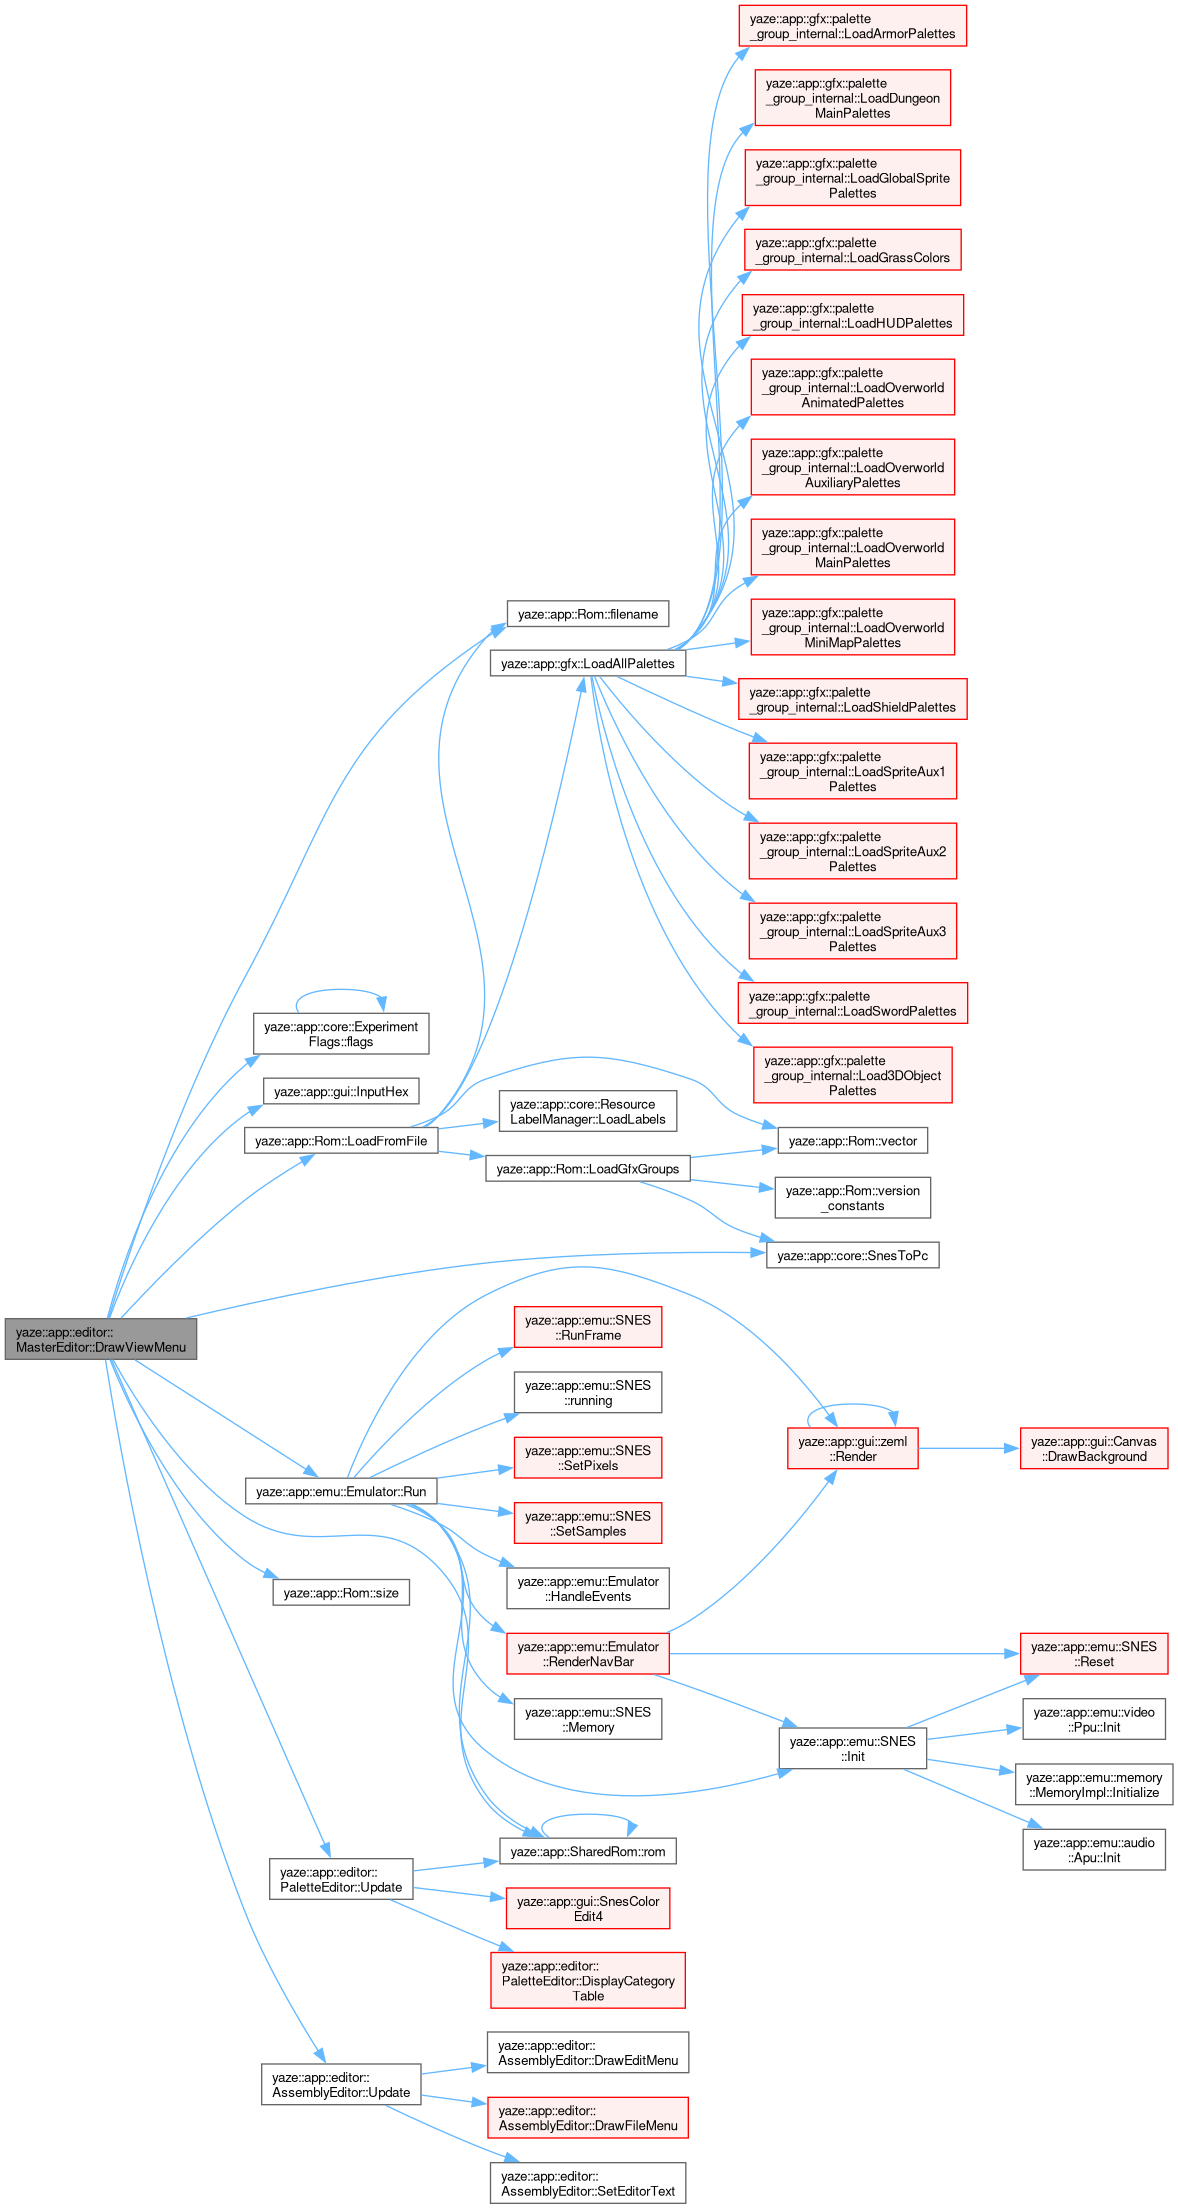 yaze::app::gfx::palette
_group_internal::LoadArmorPalettes
yaze::app::gfx::palette
_group_internal::LoadDungeon
MainPalettes
yaze::app::gfx::palette
_group_internal::LoadGlobalSprite
Palettes
yaze::app::gfx::palette
_group_internal::LoadGrassColors
yaze::app::gfx::palette
_group_internal::LoadHUDPalettes
yaze::app::gfx::palette
_group_internal::LoadOverworld
AnimatedPalettes
yaze::app::gfx::palette
_group_internal::LoadOverworld
AuxiliaryPalettes
yaze::app::gfx::palette
_group_internal::LoadOverworld
MainPalettes
yaze::app::Rom::filename
yaze::app::gfx::palette
_group_internal::LoadOverworld
MiniMapPalettes
yaze::app::gfx::LoadAllPalettes
yaze::app::gfx::palette
_group_internal::LoadShieldPalettes
yaze::app::gfx::palette
_group_internal::LoadSpriteAux1
Palettes
yaze::app::gfx::palette
_group_internal::LoadSpriteAux2
Palettes
yaze::app::gfx::palette
_group_internal::LoadSpriteAux3
Palettes
yaze::app::gfx::palette
_group_internal::LoadSwordPalettes
yaze::app::core::Experiment
Flags::flags
yaze::app::gfx::palette
_group_internal::Load3DObject
Palettes
yaze::app::gui::InputHex
yaze::app::core::Resource
LabelManager::LoadLabels
yaze::app::Rom::LoadFromFile
yaze::app::Rom::vector
yaze::app::Rom::LoadGfxGroups
yaze::app::Rom::version
_constants
yaze::app::core::SnesToPc
yaze::app::editor::
MasterEditor::DrawViewMenu
yaze::app::emu::SNES
::RunFrame
yaze::app::emu::SNES
::running
yaze::app::gui::zeml
::Render
yaze::app::gui::Canvas
::DrawBackground
yaze::app::emu::SNES
::SetPixels
yaze::app::emu::Emulator::Run
yaze::app::emu::SNES
::SetSamples
yaze::app::emu::Emulator
::HandleEvents
yaze::app::Rom::size
yaze::app::emu::Emulator
::RenderNavBar
yaze::app::emu::SNES
::Reset
yaze::app::emu::SNES
::Memory
yaze::app::emu::video
::Ppu::Init
yaze::app::emu::SNES
::Init
yaze::app::emu::memory
::MemoryImpl::Initialize
yaze::app::emu::audio
::Apu::Init
yaze::app::SharedRom::rom
yaze::app::editor::
PaletteEditor::Update
yaze::app::gui::SnesColor
Edit4
yaze::app::editor::
PaletteEditor::DisplayCategory
Table
yaze::app::editor::
AssemblyEditor::DrawEditMenu
yaze::app::editor::
AssemblyEditor::Update
yaze::app::editor::
AssemblyEditor::DrawFileMenu
yaze::app::editor::
AssemblyEditor::SetEditorText